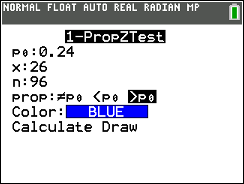 NORMAL FLOAT AUTO REAL RADIAN MP
1-PropZTest
p₀:0.24
x:26
n:96
prop:≠p₀ <p₀ >p₀
Color: BLUE
Calculate Draw